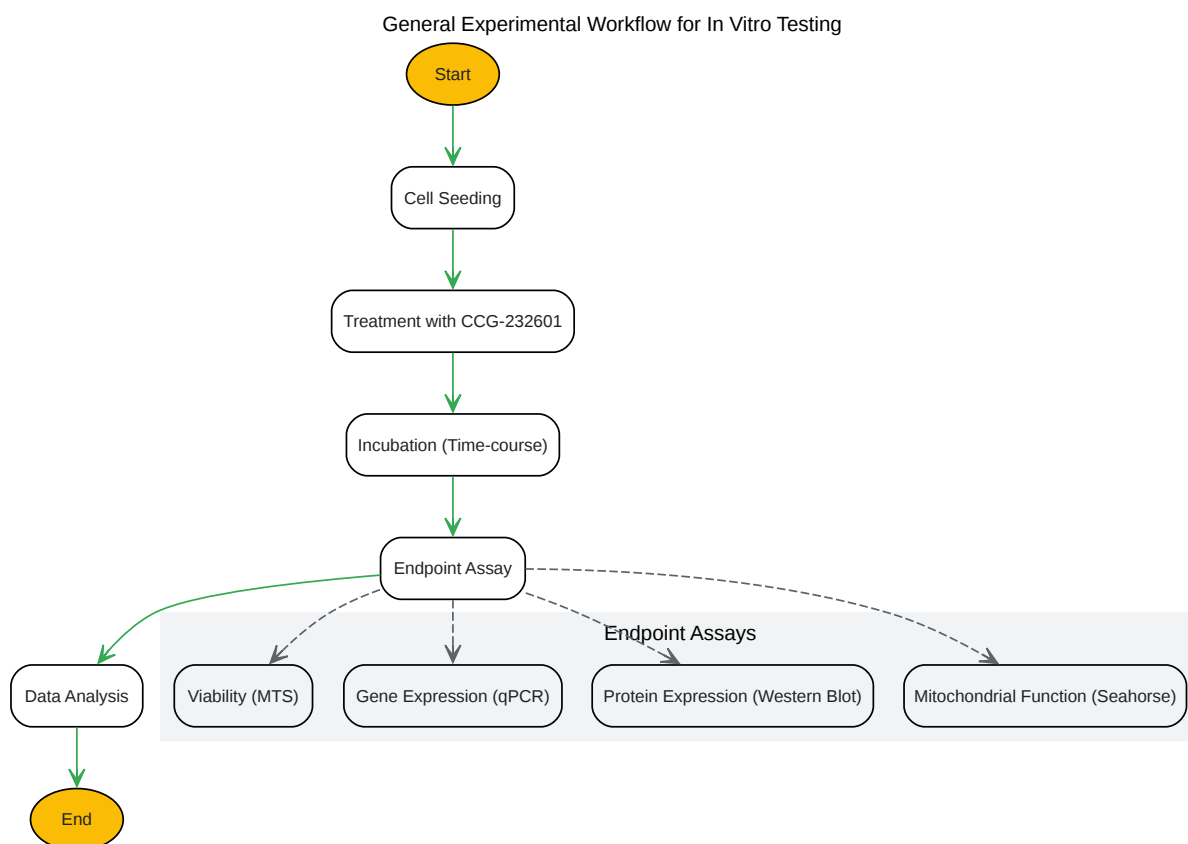 General Experimental Workflow for In Vitro Testing
Start
Cell Seeding
Treatment with CCG-232601
Incubation (Time-course)
Endpoint Assay
Endpoint Assays
Data Analysis
Viability (MTS)
Gene Expression (qPCR)
Protein Expression (Western Blot)
Mitochondrial Function (Seahorse)
End